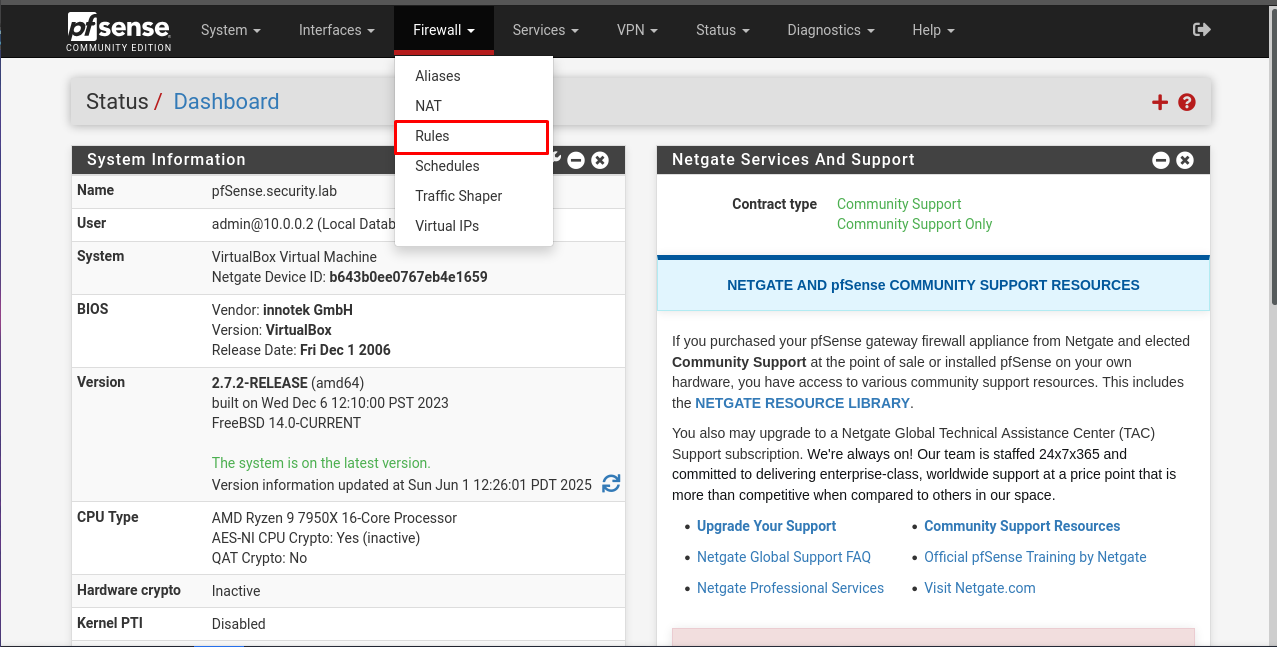 pfsense
COMMUNITY EDITION
System
Interfaces
Firewall
Services
VPN
Status
Diagnostics
Help
Aliases
NAT
Rules
Schedules
Traffic Shaper
Virtual IPs
Status / Dashboard
System Information
Name
pfSense.security.lab
User
admin@10.0.0.2 (Local Datab
System
VirtualBox Virtual Machine
Netgate Device ID: b643b0ee0767eb4e1659
BIOS
Vendor: innotek GmbH
Version: VirtualBox
Release Date: Fri Dec 1 2006
Version
2.7.2-RELEASE (amd64)
built on Wed Dec 6 12:10:00 PST 2023
FreeBSD 14.0-CURRENT
The system is on the latest version.
Version information updated at Sun Jun 1 12:26:01 PDT 2025
CPU Type
AMD Ryzen 9 7950X 16-Core Processor
AES-NI CPU Crypto: Yes (inactive)
QAT Crypto: No
Hardware crypto
Inactive
Kernel PTI
Disabled
Netgate Services And Support
Contract type
Community Support
Community Support Only
NETGATE AND pfSense COMMUNITY SUPPORT RESOURCES
If you purchased your pfSense gateway firewall appliance from Netgate and elected
Community Support at the point of sale or installed pfSense on your own
hardware, you have access to various community support resources. This includes
the NETGATE RESOURCE LIBRARY.
You also may upgrade to a Netgate Global Technical Assistance Center (TAC)
Support subscription. We're always on! Our team is staffed 24x7x365 and
committed to delivering enterprise-class, worldwide support at a price point that is
more than competitive when compared to others in our space.
• Upgrade Your Support
• Community Support Resources
• Netgate Global Support FAQ
• Official pfSense Training by Netgate
• Netgate Professional Services
• Visit Netgate.com